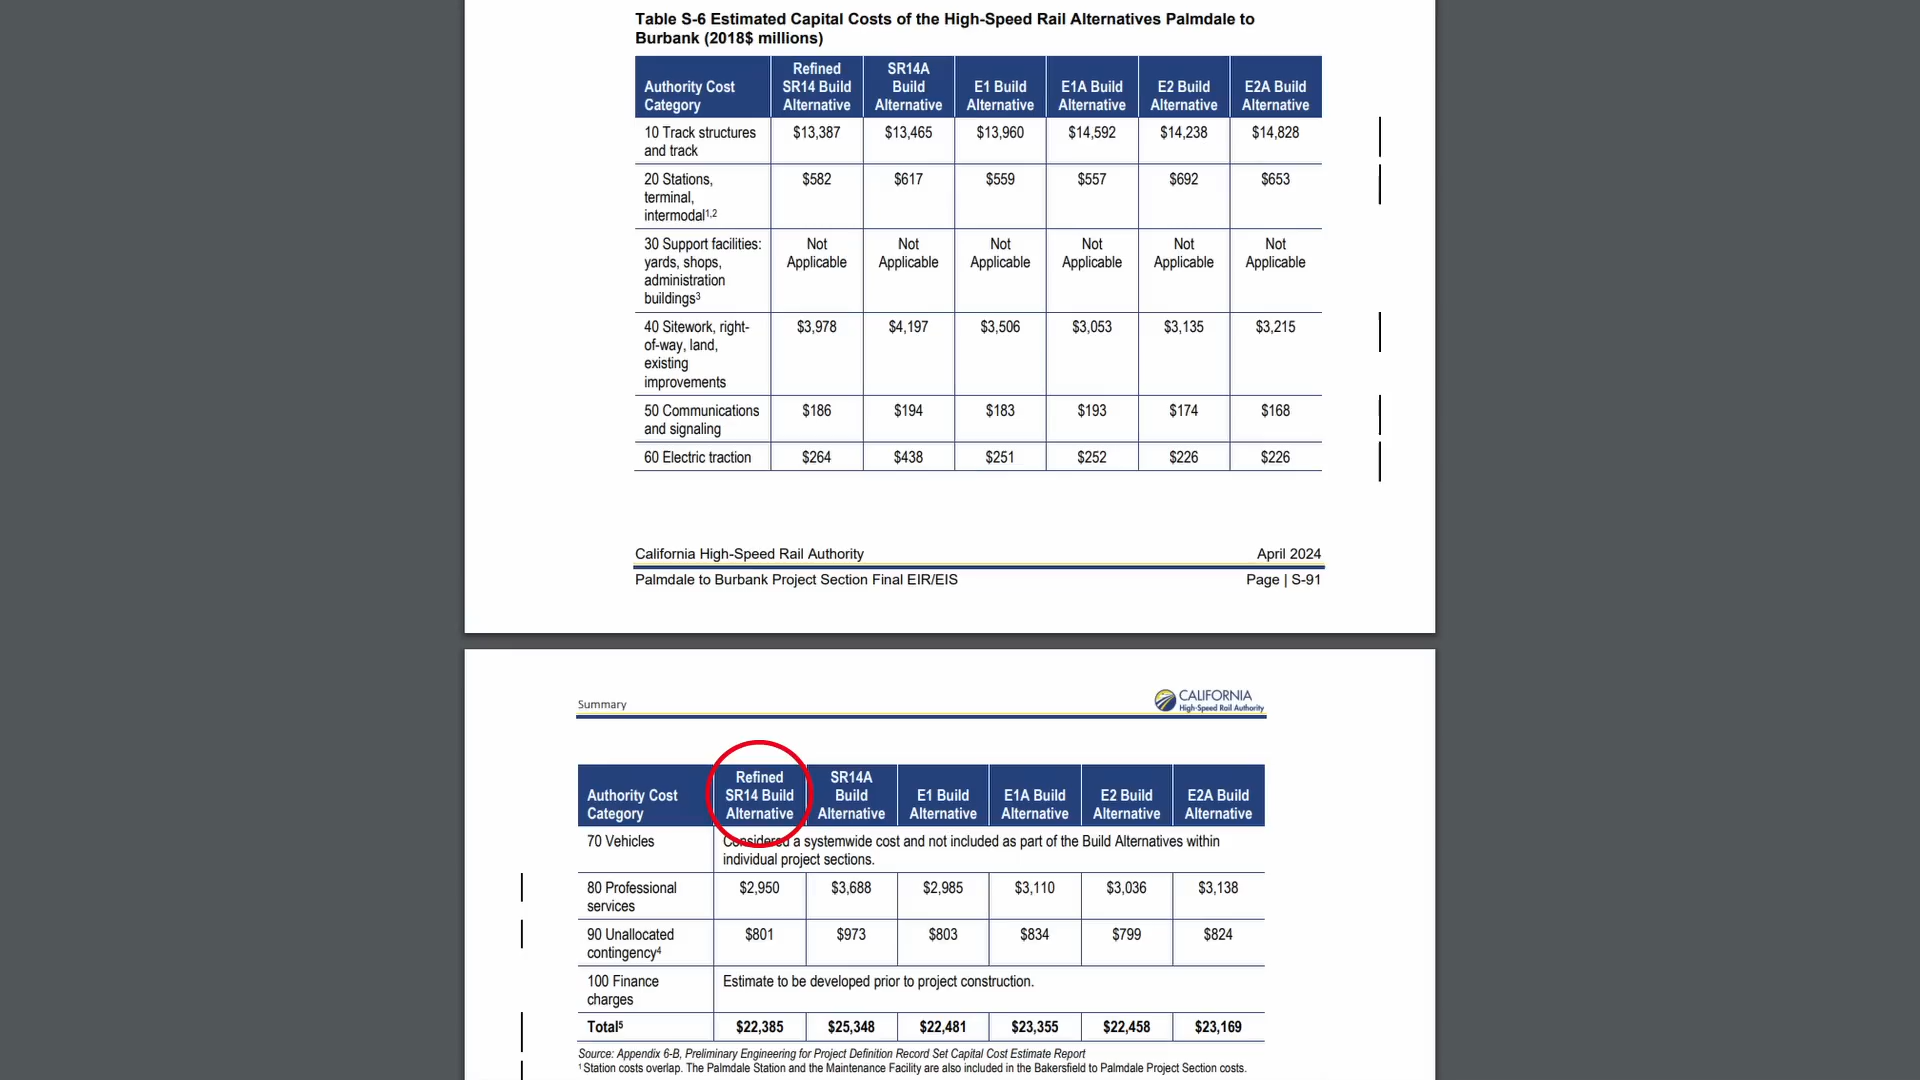 Table S-6 Estimated Capital Costs of the High-Speed Rail Alternatives Palmdale to
Burbank (2018$ millions)
Authority Cost Category | Refined SR14 Build Alternative | SR14A Build Alternative | E1 Build Alternative | E1A Build Alternative | E2 Build Alternative | E2A Build Alternative
10 Track structures and track | $13,387 | $13,465 | $13,960 | $14,592 | $14,238 | $14,828
20 Stations, terminal, intermodal1,2 | $582 | $617 | $559 | $557 | $692 | $653
30 Support facilities: yards, shops, administration buildings3 | Not Applicable | Not Applicable | Not Applicable | Not Applicable | Not Applicable | Not Applicable
40 Sitework, right-of-way, land, existing improvements | $3,978 | $4,197 | $3,506 | $3,053 | $3,135 | $3,215
50 Communications and signaling | $186 | $194 | $183 | $193 | $174 | $168
60 Electric traction | $264 | $438 | $251 | $252 | $226 | $226
California High-Speed Rail Authority April 2024
Palmdale to Burbank Project Section Final EIR/EIS Page | S-91
Summary
CALIFORNIA
High-Speed Rail Authority
Authority Cost Category | Refined SR14 Build Alternative | SR14A Build Alternative | E1 Build Alternative | E1A Build Alternative | E2 Build Alternative | E2A Build Alternative
70 Vehicles | Considered a systemwide cost and not included as part of the Build Alternatives within individual project sections.
80 Professional services | $2,950 | $3,688 | $2,985 | $3,110 | $3,036 | $3,138
90 Unallocated contingency4 | $801 | $973 | $803 | $834 | $799 | $824
100 Finance charges | Estimate to be developed prior to project construction.
Total5 | $22,385 | $25,348 | $22,481 | $23,355 | $22,458 | $23,169
Source: Appendix 6-B, Preliminary Engineering for Project Definition Record Set Capital Cost Estimate Report
1 Station costs overlap. The Palmdale Station and the Maintenance Facility are also included in the Bakersfield to Palmdale Project Section costs.